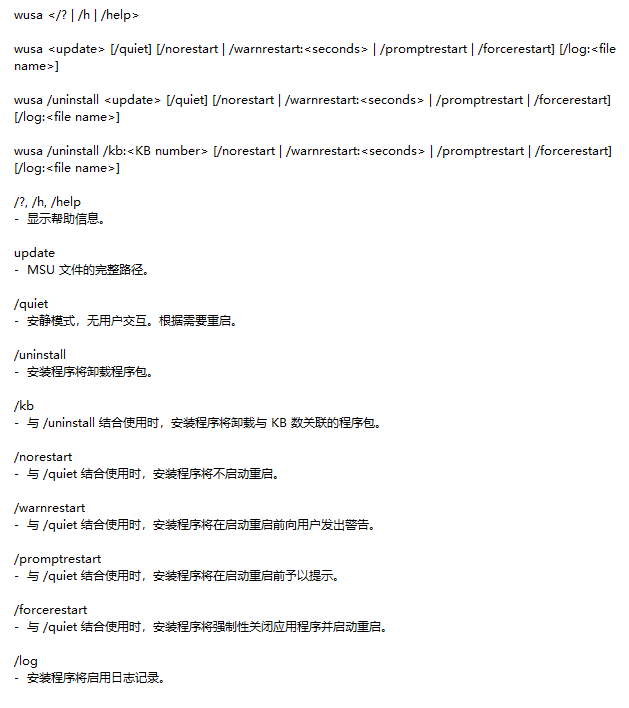 wusa </? | /h | /help>
wusa <update> [/quiet] [/norestart | /warnrestart:<seconds> | /promptrestart | /forcerestart] [/log:<file
name>]
wusa /uninstall <update> [/quiet] [/norestart | /warnrestart:<seconds> | /promptrestart | /forcerestart]
[/log:<file name>]
wusa /uninstall /kb:<KB number> [/norestart | /warnrestart:<seconds> | /promptrestart | /forcerestart]
[/log:<file name>]
/?, /h, /help
- 显示帮助信息。
update
- MSU 文件的完整路径。
/quiet
- 安静模式，无用户交互。根据需要重启。
/uninstall
- 安装程序将卸载程序包。
/kb
- 与 /uninstall 结合使用时，安装程序将卸载与 KB 数关联的程序包。
/norestart
- 与 /quiet 结合使用时，安装程序将不启动重启。
/warnrestart
- 与 /quiet 结合使用时，安装程序将在启动重启前向用户发出警告。
/promptrestart
- 与 /quiet 结合使用时，安装程序将在启动重启前予以提示。
/forcerestart
- 与 /quiet 结合使用时，安装程序将强制性关闭应用程序并启动重启。
/log
- 安装程序将启用日志记录。